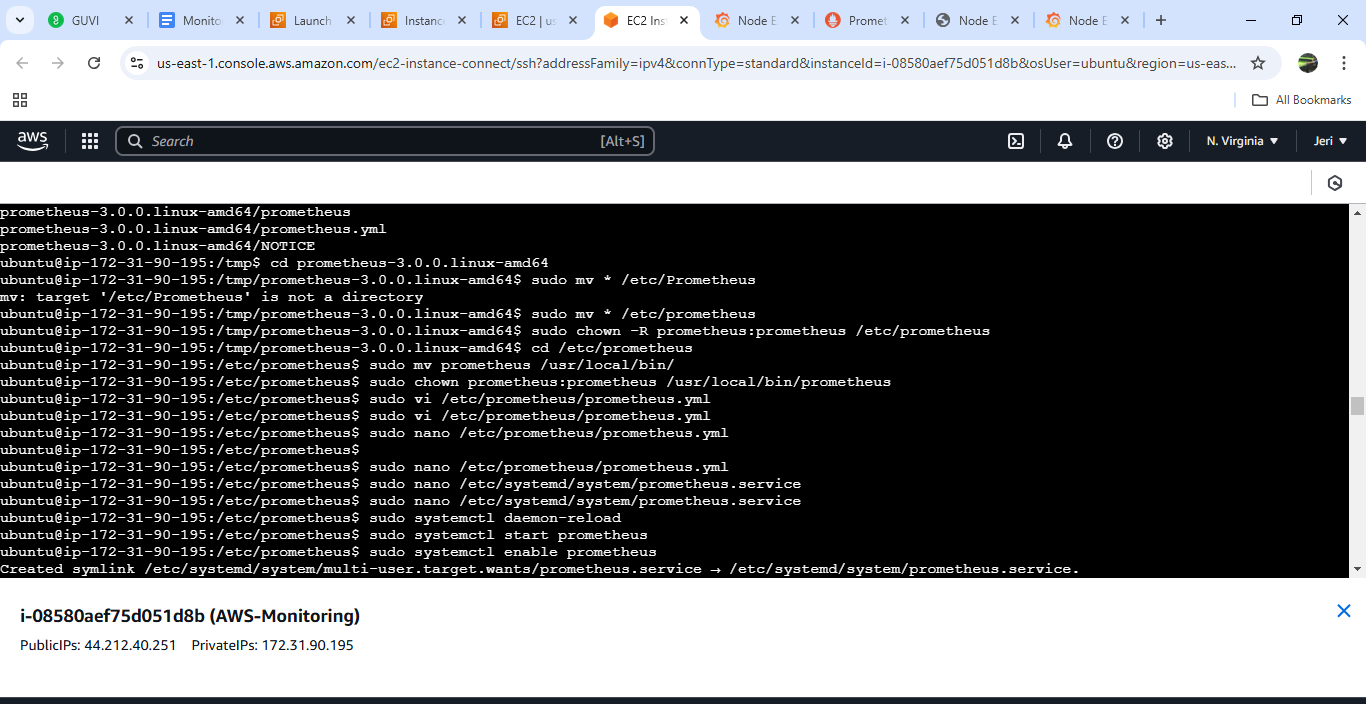 GUVI
Monito
Launch
Instanc
EC2 | us
EC2 Ins
Node E
Promet
Node E
Node E
us-east-1.console.aws.amazon.com/ec2-instance-connect/ssh?addressFamily=ipv4&connType=standard&instanceId=i-08580aef75d051d8b&osUser=ubuntu&region=us-eas...
All Bookmarks
aws
Search
[Alt+S]
N. Virginia
Jeri
prometheus-3.0.0.linux-amd64/prometheus
prometheus-3.0.0.linux-amd64/prometheus.yml
prometheus-3.0.0.linux-amd64/NOTICE
ubuntu@ip-172-31-90-195:/tmp$ cd prometheus-3.0.0.linux-amd64
ubuntu@ip-172-31-90-195:/tmp/prometheus-3.0.0.linux-amd64$ sudo mv * /etc/Prometheus
mv: target '/etc/Prometheus' is not a directory
ubuntu@ip-172-31-90-195:/tmp/prometheus-3.0.0.linux-amd64$ sudo mv * /etc/prometheus
ubuntu@ip-172-31-90-195:/tmp/prometheus-3.0.0.linux-amd64$ sudo chown -R prometheus:prometheus /etc/prometheus
ubuntu@ip-172-31-90-195:/tmp/prometheus-3.0.0.linux-amd64$ cd /etc/prometheus
ubuntu@ip-172-31-90-195:/etc/prometheus$ sudo mv prometheus /usr/local/bin/
ubuntu@ip-172-31-90-195:/etc/prometheus$ sudo chown prometheus:prometheus /usr/local/bin/prometheus
ubuntu@ip-172-31-90-195:/etc/prometheus$ sudo vi /etc/prometheus/prometheus.yml
ubuntu@ip-172-31-90-195:/etc/prometheus$ sudo vi /etc/prometheus/prometheus.yml
ubuntu@ip-172-31-90-195:/etc/prometheus$ sudo nano /etc/prometheus/prometheus.yml
ubuntu@ip-172-31-90-195:/etc/prometheus$
ubuntu@ip-172-31-90-195:/etc/prometheus$ sudo nano /etc/prometheus/prometheus.yml
ubuntu@ip-172-31-90-195:/etc/prometheus$ sudo nano /etc/systemd/system/prometheus.service
ubuntu@ip-172-31-90-195:/etc/prometheus$ sudo nano /etc/systemd/system/prometheus.service
ubuntu@ip-172-31-90-195:/etc/prometheus$ sudo systemctl daemon-reload
ubuntu@ip-172-31-90-195:/etc/prometheus$ sudo systemctl start prometheus
ubuntu@ip-172-31-90-195:/etc/prometheus$ sudo systemctl enable prometheus
Created symlink /etc/systemd/system/multi-user.target.wants/prometheus.service → /etc/systemd/system/prometheus.service.
i-08580aef75d051d8b (AWS-Monitoring)
PublicIPs: 44.212.40.251 PrivateIPs: 172.31.90.195